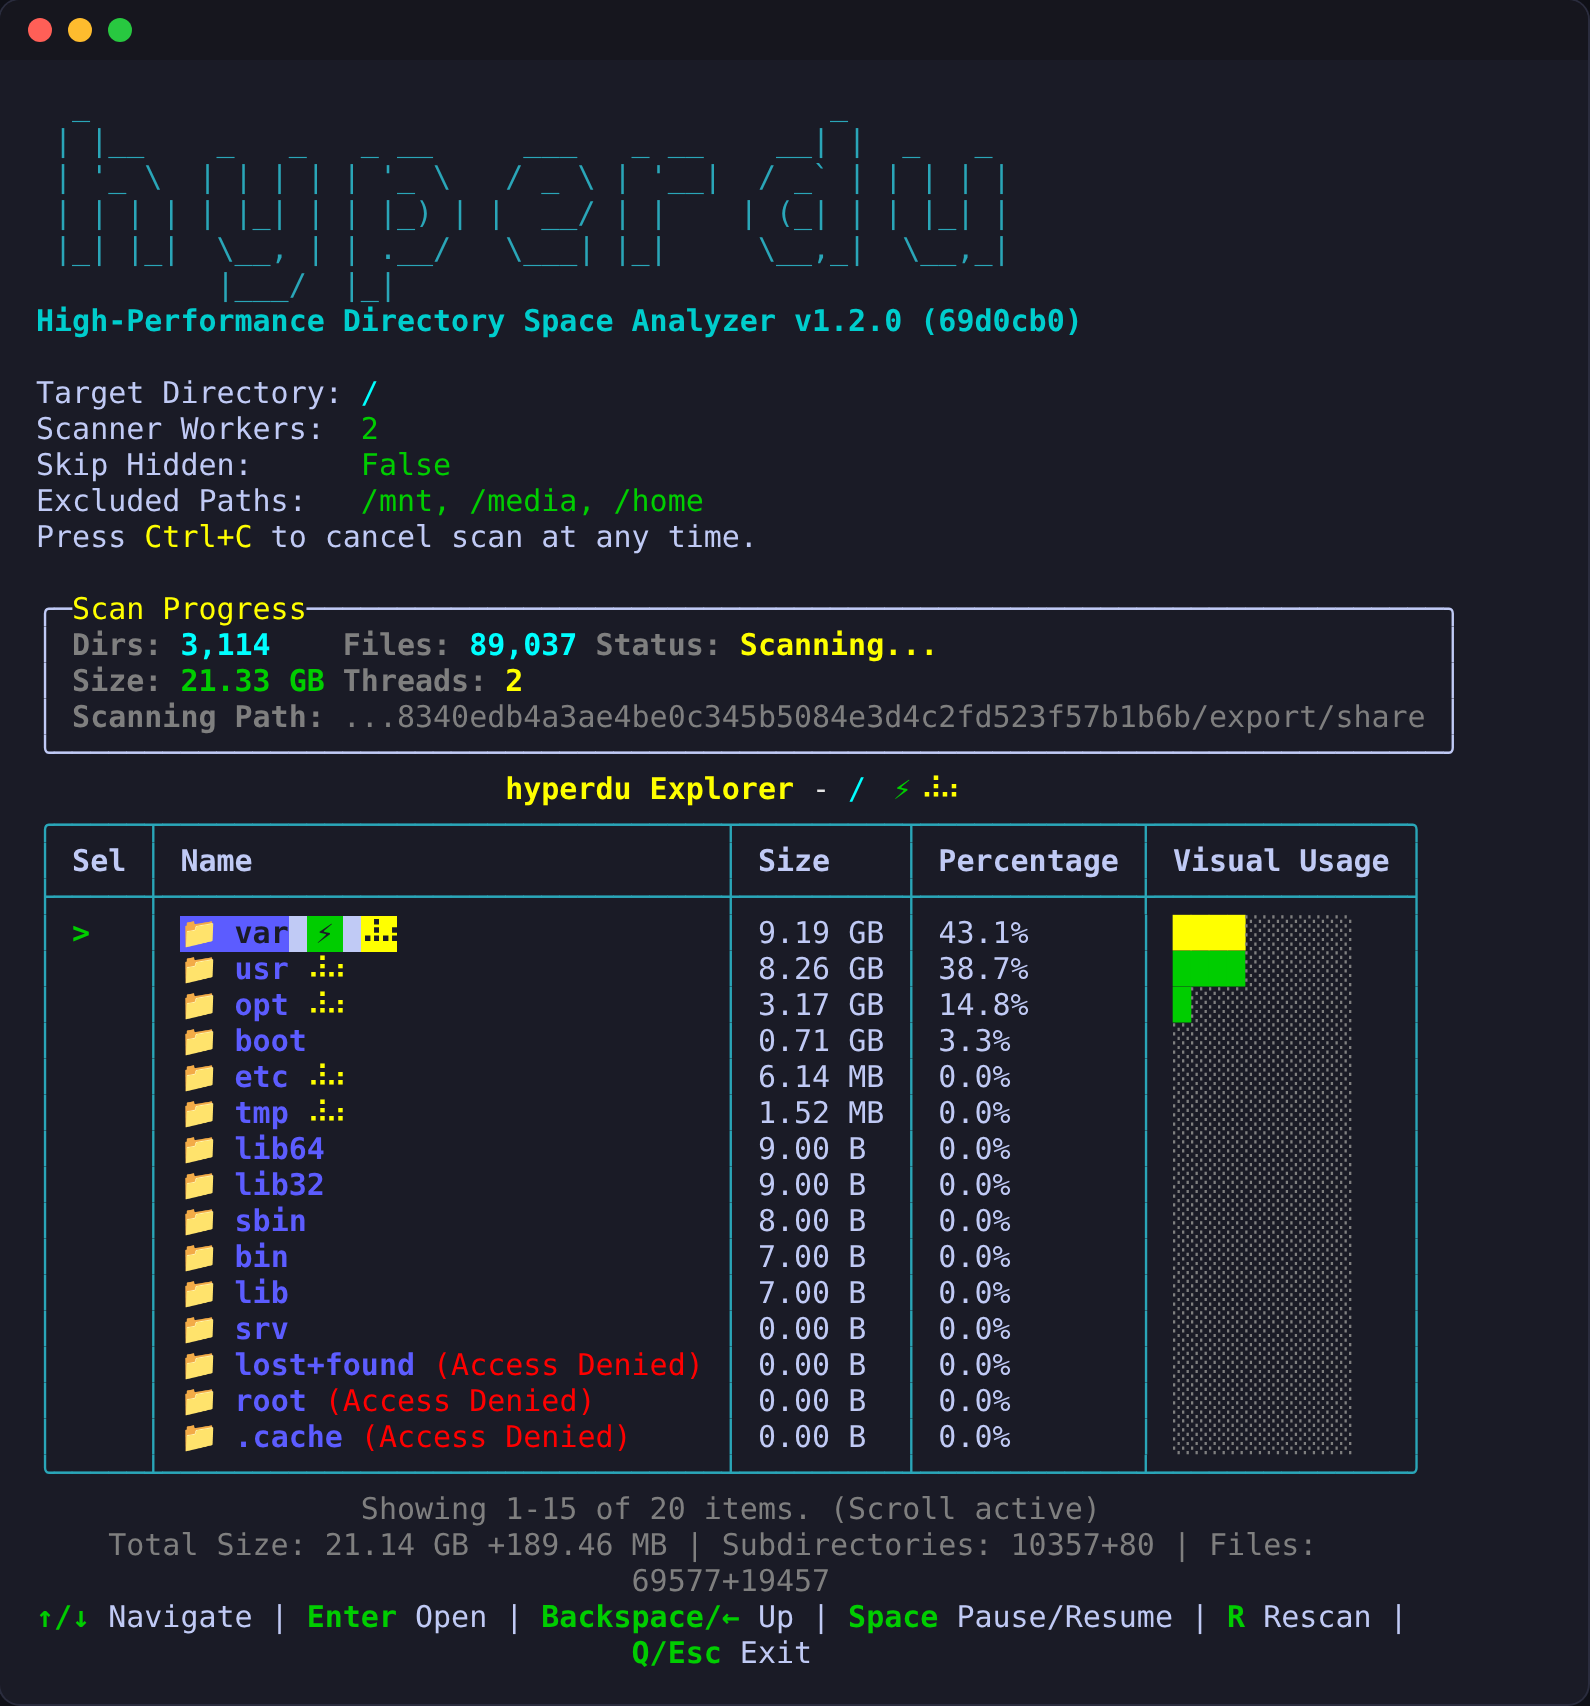 hyperdu
High-Performance Directory Space Analyzer v1.2.0 (69d0cb0)
Target Directory: /
Scanner Workers: 2
Skip Hidden: False
Excluded Paths: /mnt, /media, /home
Press Ctrl+C to cancel scan at any time.
Scan Progress
Dirs: 3,114 Files: 89,037 Status: Scanning...
Size: 21.33 GB Threads: 2
Scanning Path: ...8340edb4a3ae4be0c345b5084e3d4c2fd523f57b1b6b/export/share
hyperdu Explorer - / ⚡
Sel Name Size Percentage Visual Usage
> 📁 var ⚡ 9.19 GB 43.1%
📁 usr 8.26 GB 38.7%
📁 opt 3.17 GB 14.8%
📁 boot 0.71 GB 3.3%
📁 etc 6.14 MB 0.0%
📁 tmp 1.52 MB 0.0%
📁 lib64 9.00 B 0.0%
📁 lib32 9.00 B 0.0%
📁 sbin 8.00 B 0.0%
📁 bin 7.00 B 0.0%
📁 lib 7.00 B 0.0%
📁 srv 0.00 B 0.0%
📁 lost+found (Access Denied) 0.00 B 0.0%
📁 root (Access Denied) 0.00 B 0.0%
📁 .cache (Access Denied) 0.00 B 0.0%
Showing 1-15 of 20 items. (Scroll active)
Total Size: 21.14 GB +189.46 MB | Subdirectories: 10357+80 | Files:
69577+19457
↑/↓ Navigate | Enter Open | Backspace/← Up | Space Pause/Resume | R Rescan |
Q/Esc Exit